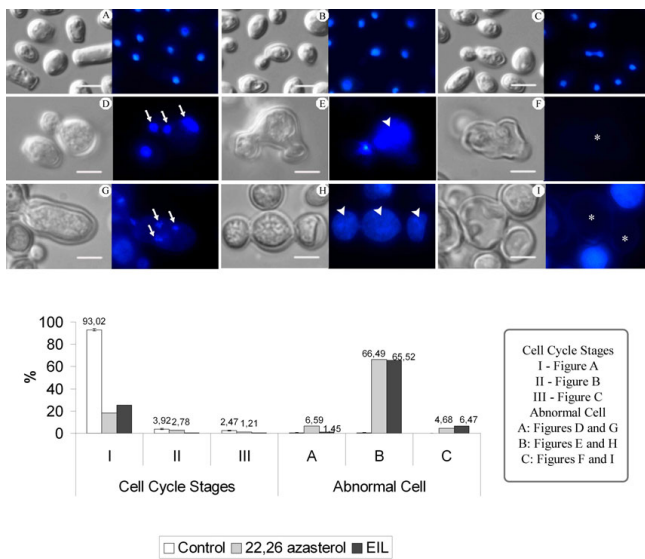 A
B
C
D
E
F
*
G
H
I
*
*
93,02
66,49
65,52
3,92
2,78
2,47
1,21
6,59
1,45
4,68
6,47
%
100
80
60
40
20
0
I
II
III
A
B
C
Cell Cycle Stages
Abnormal Cell
Control
22,26 azasterol
EIL
Cell Cycle Stages
I - Figure A
II - Figure B
III - Figure C
Abnormal Cell
A: Figures D and G
B: Figures E and H
C: Figures F and I